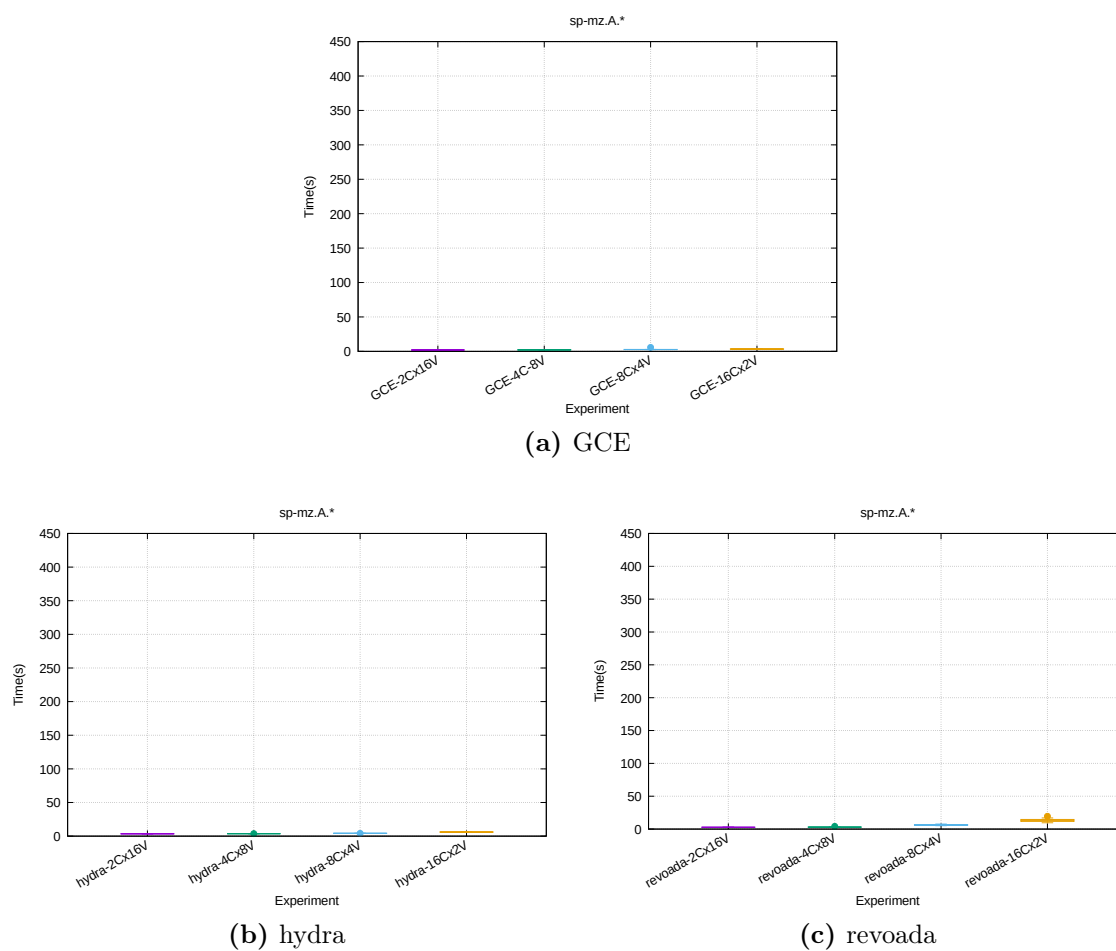 sp-mz.A.*
450
400
350
300
250
200
150
100
50
0
Time(s)
GCE-2Cx16V
GCE-4C-8V
GCE-8Cx4V
GCE-16Cx2V
Experiment
(a) GCE
sp-mz.A.*
450
400
350
300
250
200
150
100
50
0
Time(s)
hydra-2Cx16V
hydra-4Cx8V
hydra-8Cx4V
hydra-16Cx2V
Experiment
(b) hydra
sp-mz.A.*
450
400
350
300
250
200
150
100
50
0
Time(s)
revoada-2Cx16V
revoada-4Cx8V
revoada-8Cx4V
revoada-16Cx2V
Experiment
(c) revoada